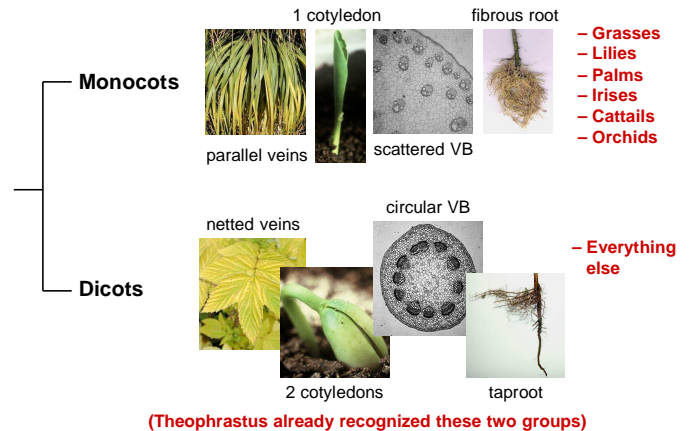 1 cotyledon
fibrous root
Monocots
parallel veins
scattered VB
– Grasses
– Lilies
– Palms
– Irises
– Cattails
– Orchids
Dicots
netted veins
circular VB
2 cotyledons
taproot
– Everything
else
(Theophrastus already recognized these two groups)